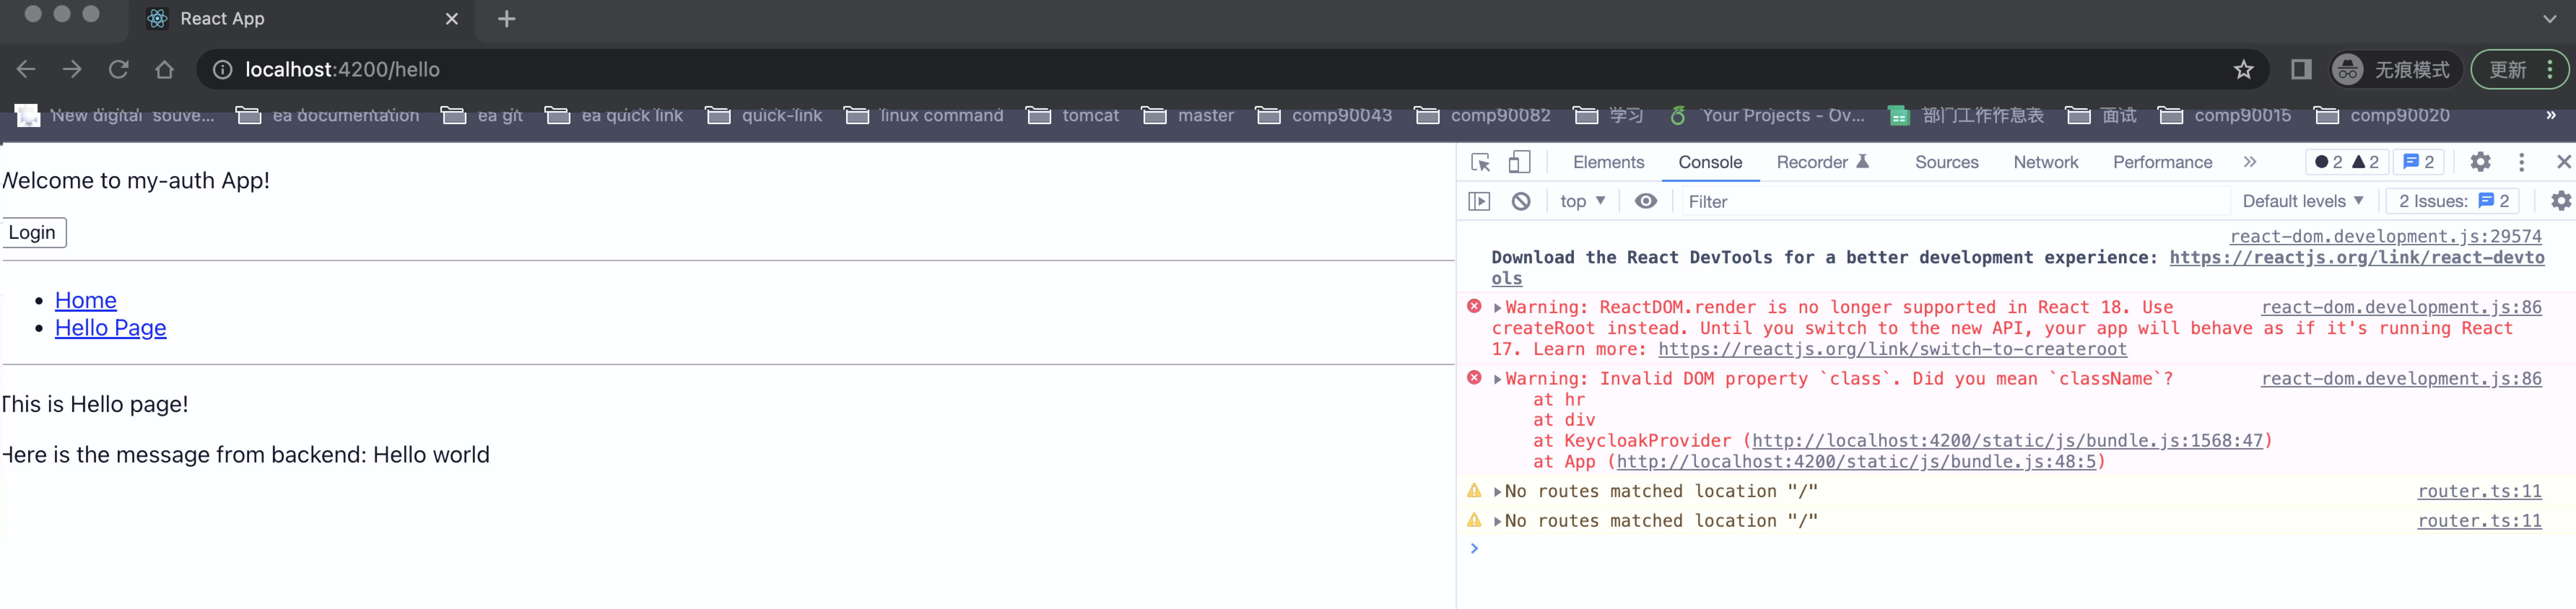 React App
localhost:4200/hello
无痕模式
更新
New digital souve...
ea documentation
ea git
ea quick link
quick-link
linux command
tomcat
master
comp90043
comp90082
学习
Your Projects - Ov...
部门工作作息表
面试
comp90015
comp90020
»
Welcome to my-auth App!
Login
Home
Hello Page
This is Hello page!
Here is the message from backend: Hello world
Elements
Console
Recorder
Sources
Network
Performance
2 2
2
top
Filter
Default levels
2 Issues: 2
react-dom.development.js:29574
Download the React DevTools for a better development experience: https://reactjs.org/link/react-devto
ols
Warning: ReactDOM.render is no longer supported in React 18. Use react-dom.development.js:86
createRoot instead. Until you switch to the new API, your app will behave as if it's running React
17. Learn more: https://reactjs.org/link/switch-to-createroot
Warning: Invalid DOM property `class`. Did you mean `className`? react-dom.development.js:86
at hr
at div
at KeycloakProvider (http://localhost:4200/static/js/bundle.js:1568:47)
at App (http://localhost:4200/static/js/bundle.js:48:5)
No routes matched location "/" router.ts:11
No routes matched location "/" router.ts:11